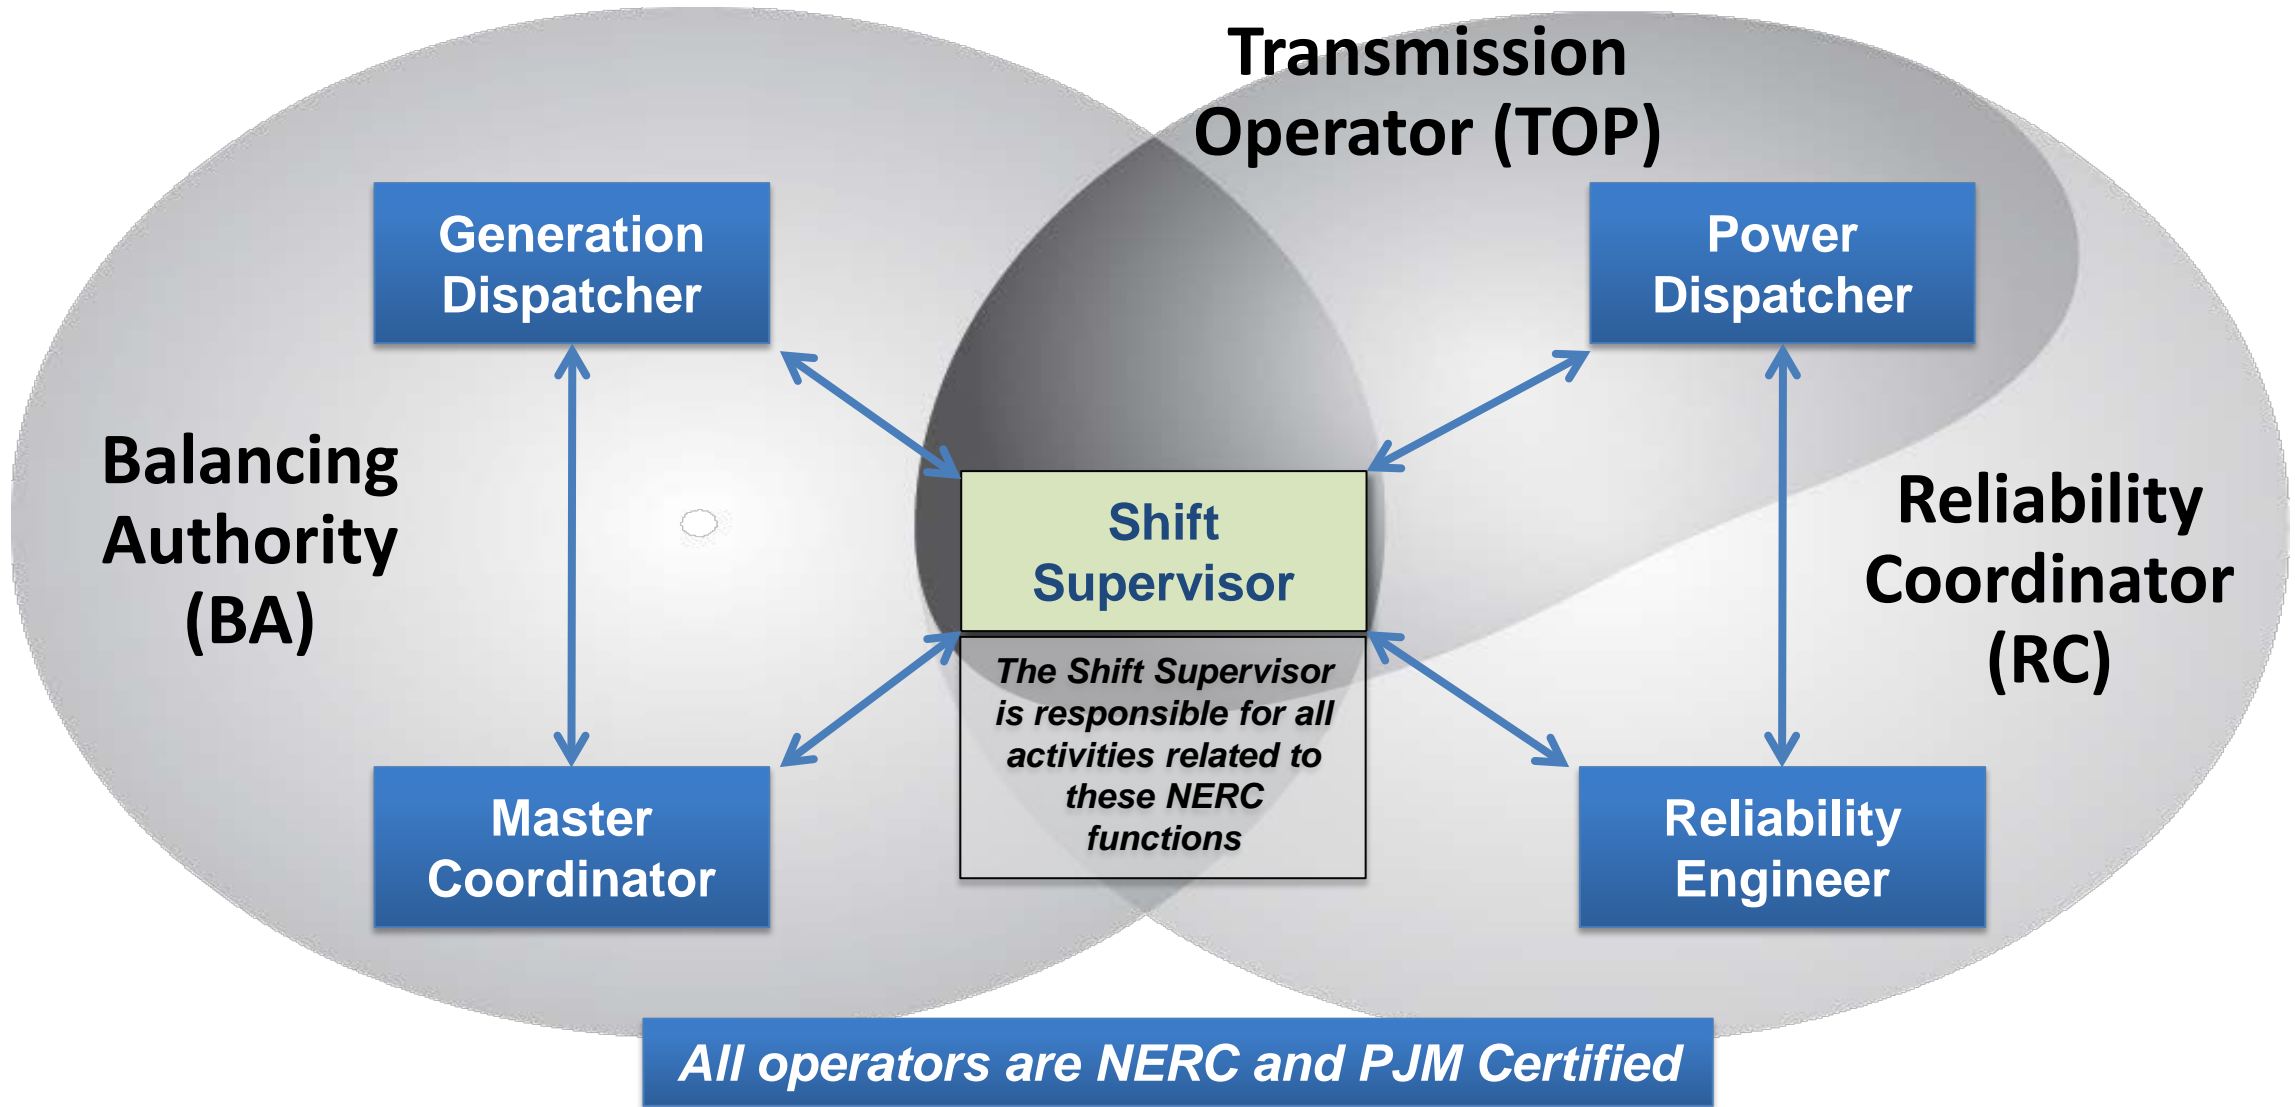 Transmission
Operator (TOP)
Generation
Dispatcher
Power
Dispatcher
Balancing
Authority
(BA)
Shift
Supervisor
Reliability
Coordinator
(RC)
The Shift Supervisor
is responsible for all
activities related to
these NERC
functions
Master
Coordinator
Reliability
Engineer
All operators are NERC and PJM Certified